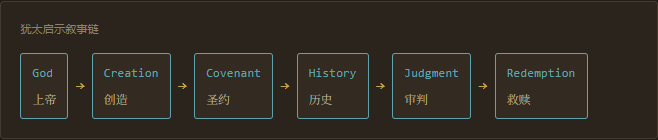 犹太启示叙事链
God → Creation → Covenant → History → Judgment → Redemption
上帝 创造 圣约 历史 审判 救赎